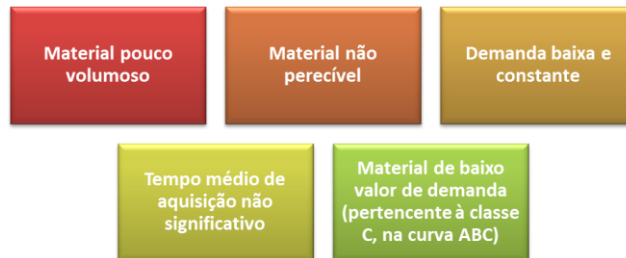 Material pouco
volumoso
Material não
perecível
Demanda baixa e
constante
Tempo médio de
aquisição não
significativo
Material de baixo
valor de demanda
(pertencente à classe
C, na curva ABC)